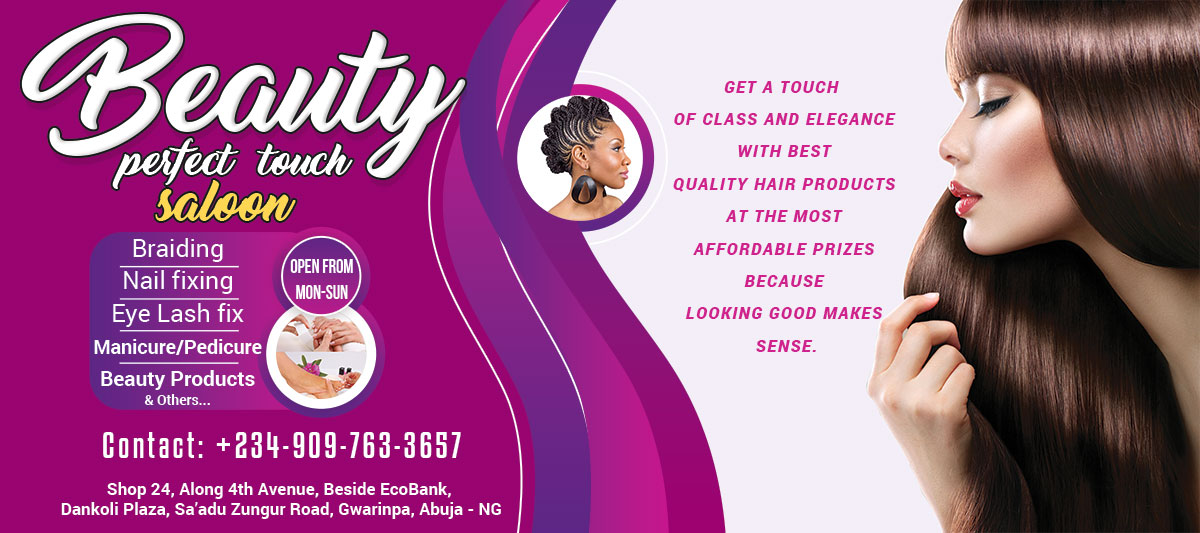 Beauty
perfect touch
saloon
Braiding
Nail fixing
Eye Lash fix
Manicure/Pedicure
Beauty Products
& Others...
OPEN FROM
MON-SUN
Contact: +234-909-763-3657
Shop 24, Along 4th Avenue, Beside EcoBank,
Dankoli Plaza, Sa'adu Zungur Road, Gwarinpa, Abuja - NG
GET A TOUCH
OF CLASS AND ELEGANCE
WITH BEST
QUALITY HAIR PRODUCTS
AT THE MOST
AFFORDABLE PRIZES
BECAUSE
LOOKING GOOD MAKES
SENSE.